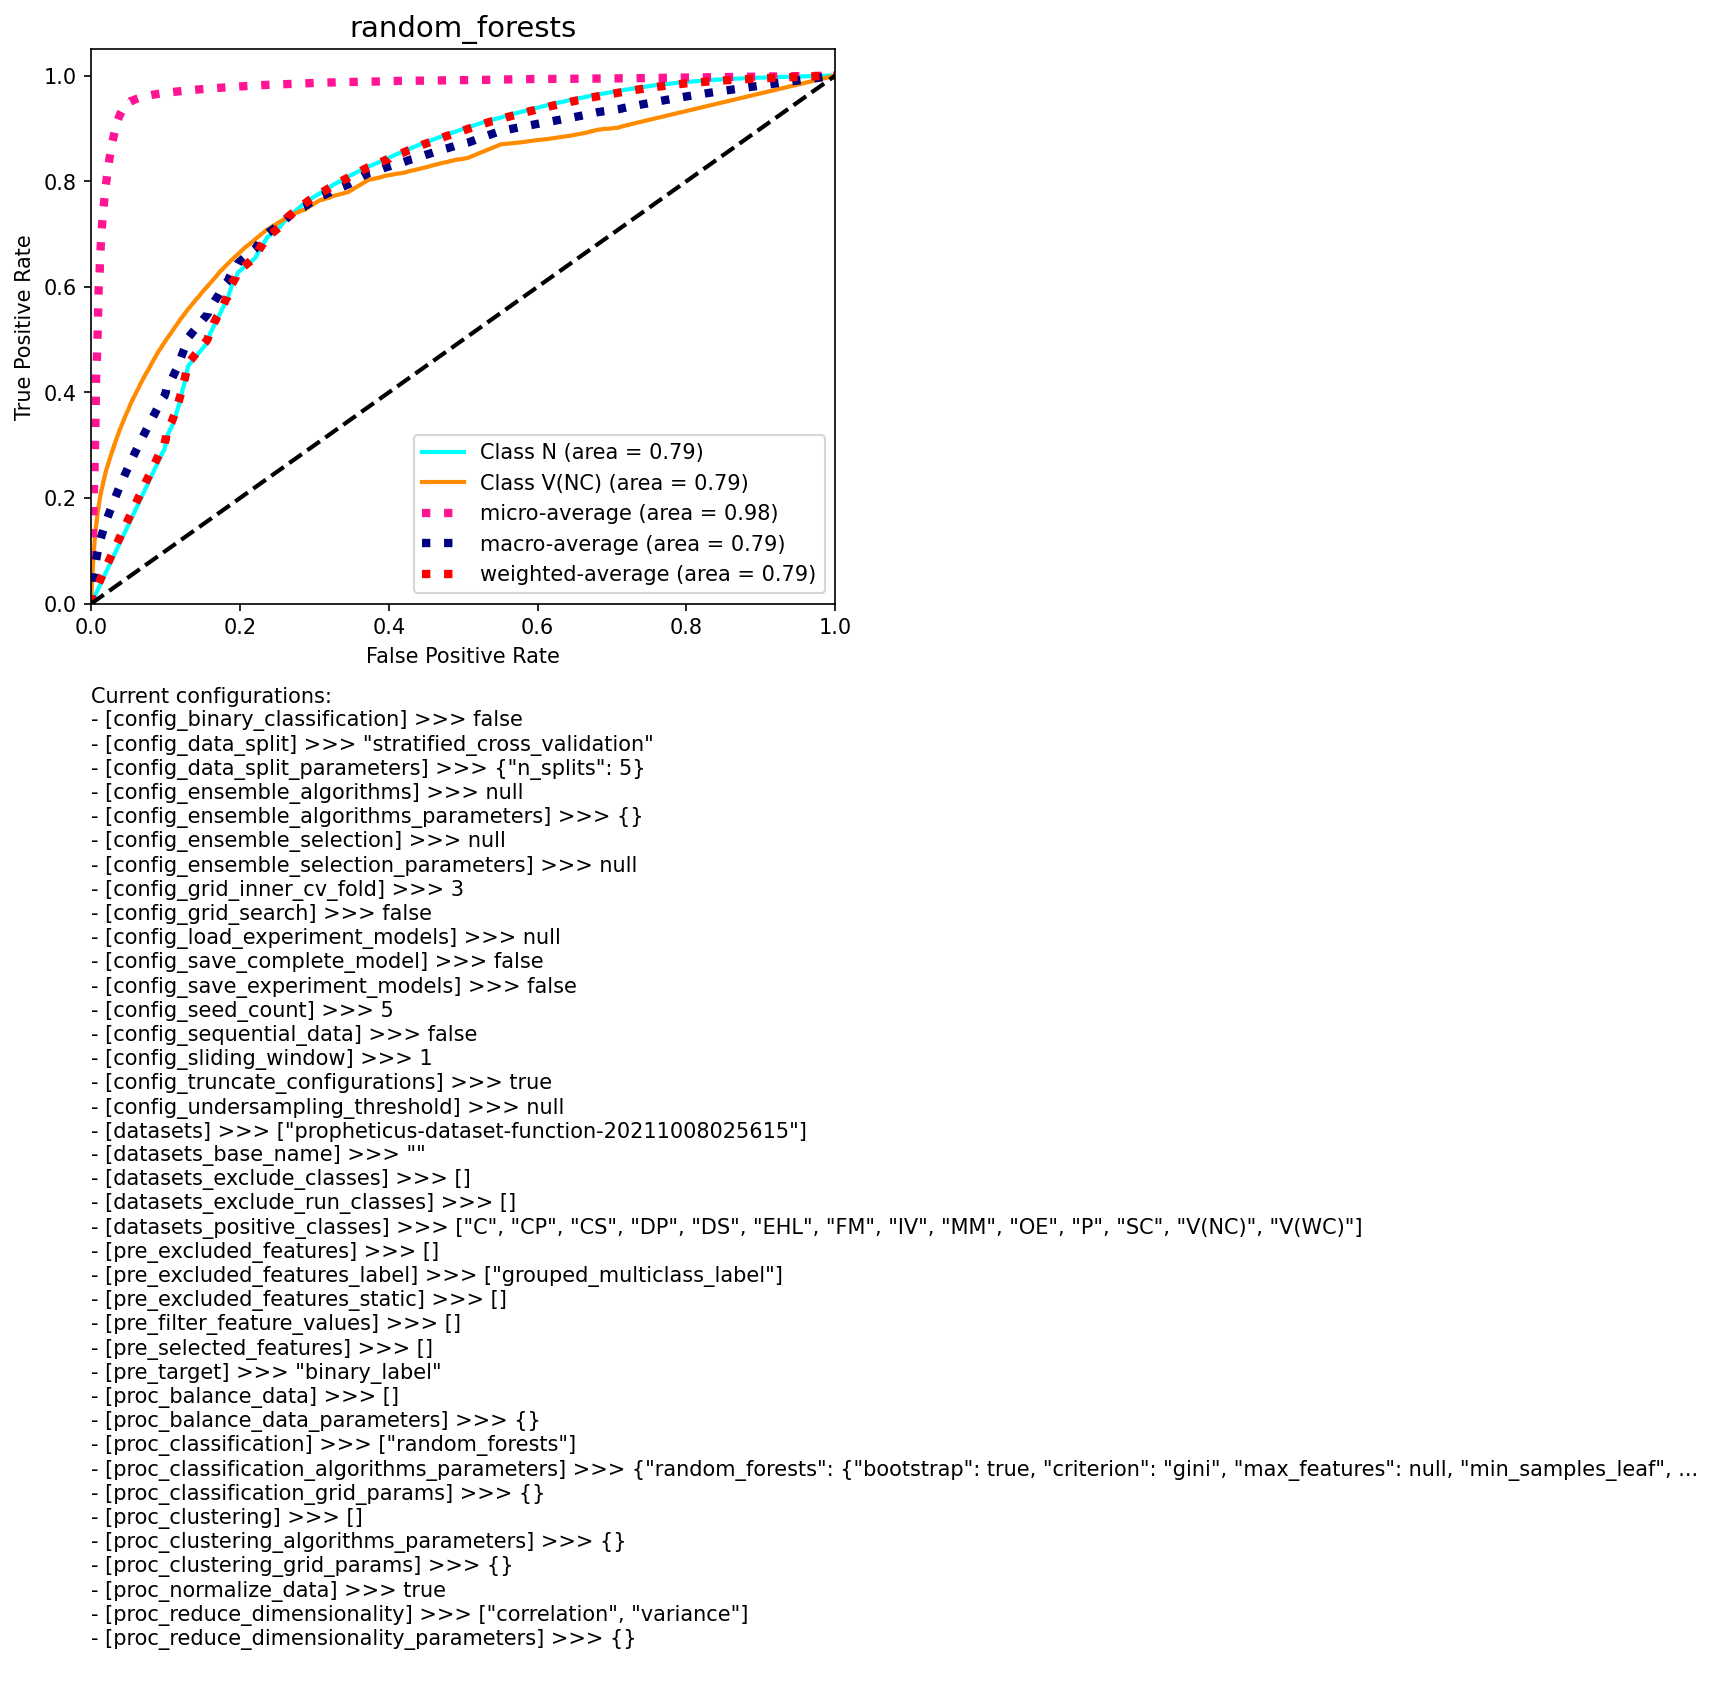 random_forests
1.0
0.8
0.6
0.4
0.2
0.0
True Positive Rate
Class N (area = 0.79)
Class V(NC) (area = 0.79)
micro-average (area = 0.98)
macro-average (area = 0.79)
weighted-average (area = 0.79)
0.0 0.2 0.4 0.6 0.8 1.0
False Positive Rate
Current configurations:
- [config_binary_classification] >>> false
- [config_data_split] >>> "stratified_cross_validation"
- [config_data_split_parameters] >>> {"n_splits": 5}
- [config_ensemble_algorithms] >>> null
- [config_ensemble_algorithms_parameters] >>> {}
- [config_ensemble_selection] >>> null
- [config_ensemble_selection_parameters] >>> null
- [config_grid_inner_cv_fold] >>> 3
- [config_grid_search] >>> false
- [config_load_experiment_models] >>> null
- [config_save_complete_model] >>> false
- [config_save_experiment_models] >>> false
- [config_seed_count] >>> 5
- [config_sequential_data] >>> false
- [config_sliding_window] >>> 1
- [config_truncate_configurations] >>> true
- [config_undersampling_threshold] >>> null
- [datasets] >>> ["propheticus-dataset-function-20211008025615"]
- [datasets_base_name] >>> ""
- [datasets_exclude_classes] >>> []
- [datasets_exclude_run_classes] >>> []
- [datasets_positive_classes] >>> ["C", "CP", "CS", "DP", "DS", "EHL", "FM", "IV", "MM", "OE", "P", "SC", "V(NC)", "V(WC)"]
- [pre_excluded_features] >>> []
- [pre_excluded_features_label] >>> ["grouped_multiclass_label"]
- [pre_excluded_features_static] >>> []
- [pre_filter_feature_values] >>> []
- [pre_selected_features] >>> []
- [pre_target] >>> "binary_label"
- [proc_balance_data] >>> []
- [proc_balance_data_parameters] >>> {}
- [proc_classification] >>> ["random_forests"]
- [proc_classification_algorithms_parameters] >>> {"random_forests": {"bootstrap": true, "criterion": "gini", "max_features": null, "min_samples_leaf", ...
- [proc_classification_grid_params] >>> {}
- [proc_clustering] >>> []
- [proc_clustering_algorithms_parameters] >>> {}
- [proc_clustering_grid_params] >>> {}
- [proc_normalize_data] >>> true
- [proc_reduce_dimensionality] >>> ["correlation", "variance"]
- [proc_reduce_dimensionality_parameters] >>> {}